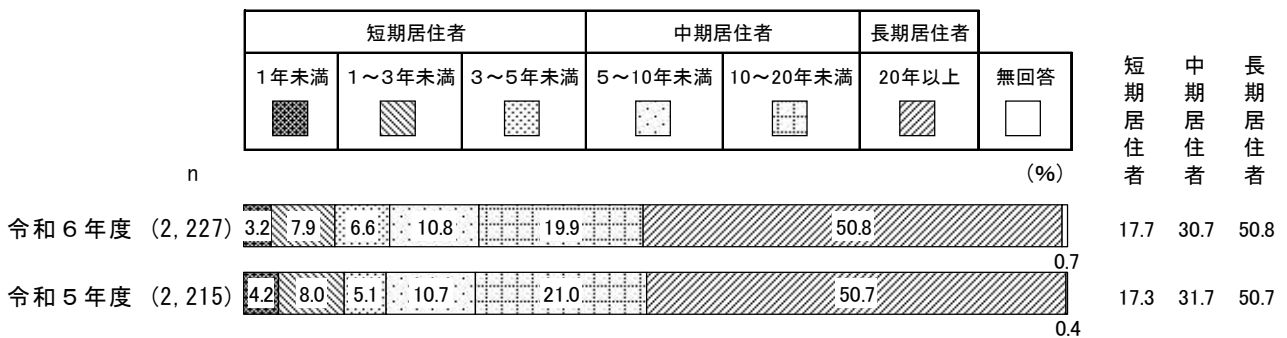 短期居住者 中期居住者 長期居住者
1年未満 1~3年未満 3~5年未満 5~10年未満 10~20年未満 20年以上 無回答
短期居住者 中期居住者 長期居住者
n (%)
令和6年度 (2,227) 3.2 7.9 6.6 10.8 19.9 50.8 0.7 17.7 30.7 50.8
令和5年度 (2,215) 4.2 8.0 5.1 10.7 21.0 50.7 0.4 17.3 31.7 50.7